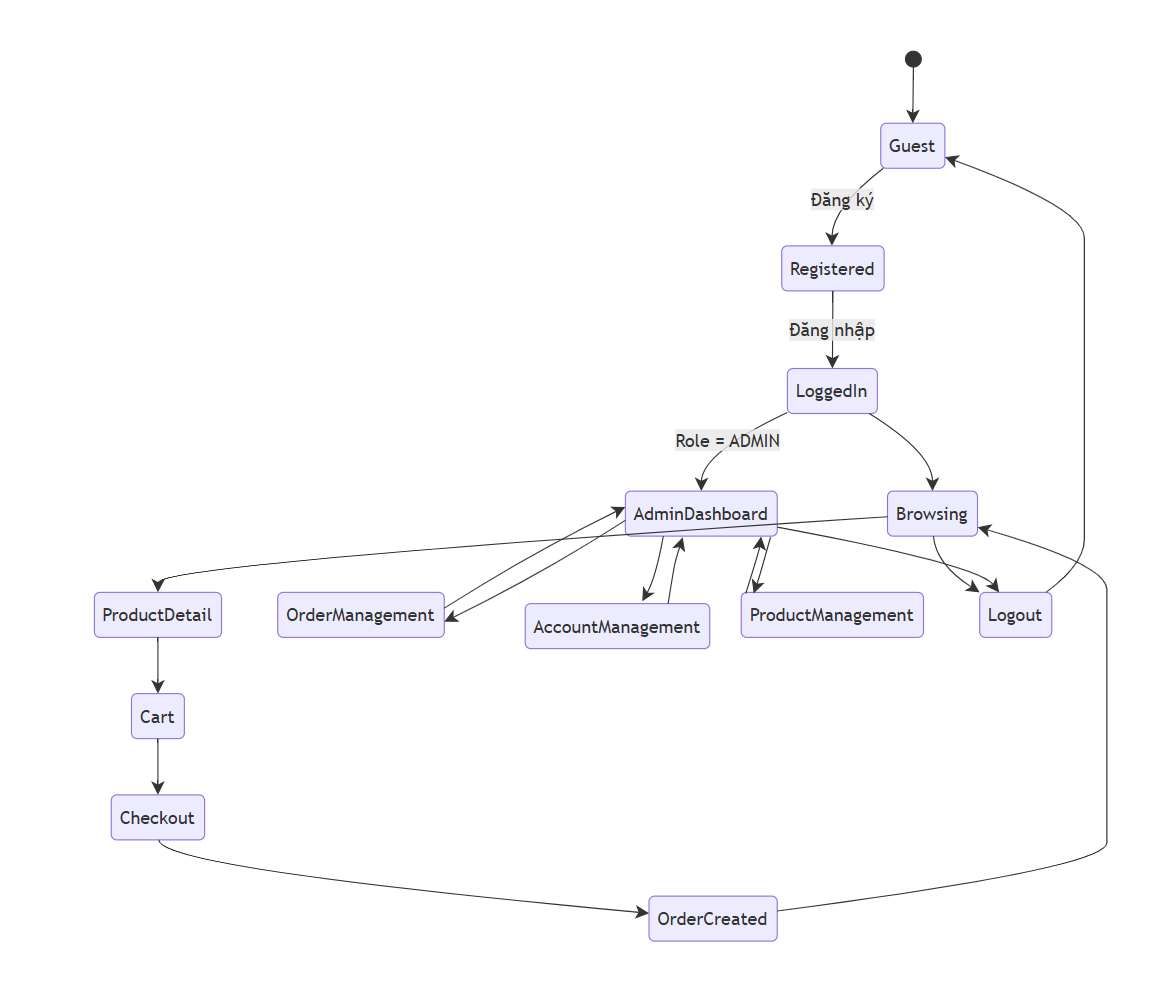 Guest
Đăng ký
Registered
Đăng nhập
LoggedIn
Role = ADMIN
AdminDashboard
Browsing
ProductDetail
OrderManagement
AccountManagement
ProductManagement
Logout
Cart
Checkout
OrderCreated